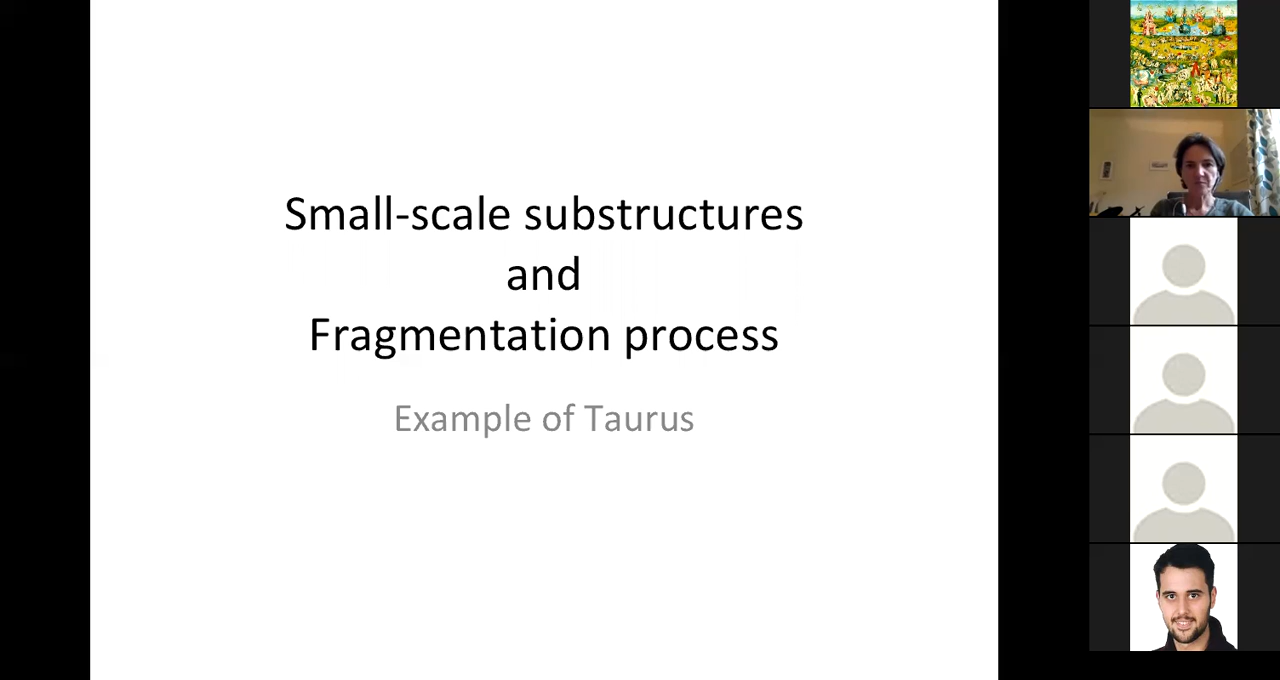 Small-scale substructures
and
Fragmentation process
Example of Taurus